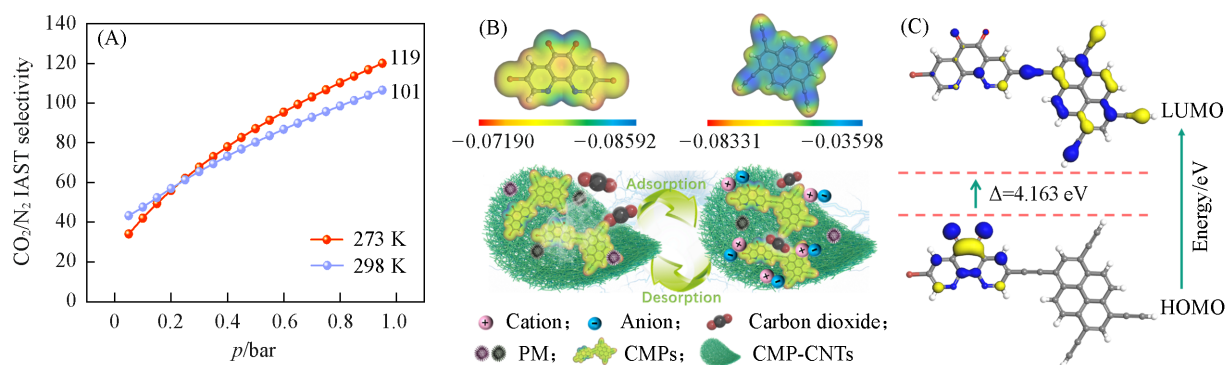 (A)
CO₂/N₂ IAST selectivity
140
120
100
80
60
40
20
0
119
101
273 K
298 K
0 0.2 0.4 0.6 0.8 1.0
p/bar
(B)
−0.07190 −0.08592
−0.08331 −0.03598
Adsorption
Desorption
Cation; Anion; Carbon dioxide;
PM; CMPs; CMP-CNTs
(C)
LUMO
Δ=4.163 eV
Energy/eV
HOMO